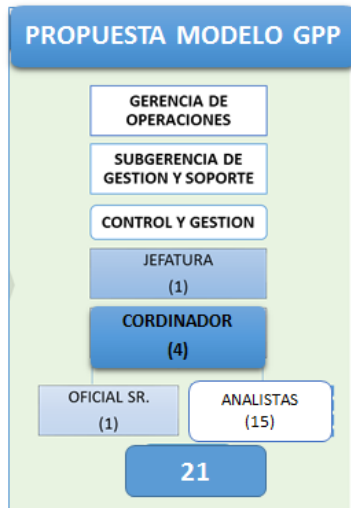 PROPUESTA MODELO GPP
GERENCIA DE
OPERACIONES
SUBGERENCIA DE
GESTION Y SOPORTE
CONTROL Y GESTION
JEFATURA
(1)
CORDINADOR
(4)
OFICIAL SR.
(1)
ANALISTAS
(15)
21